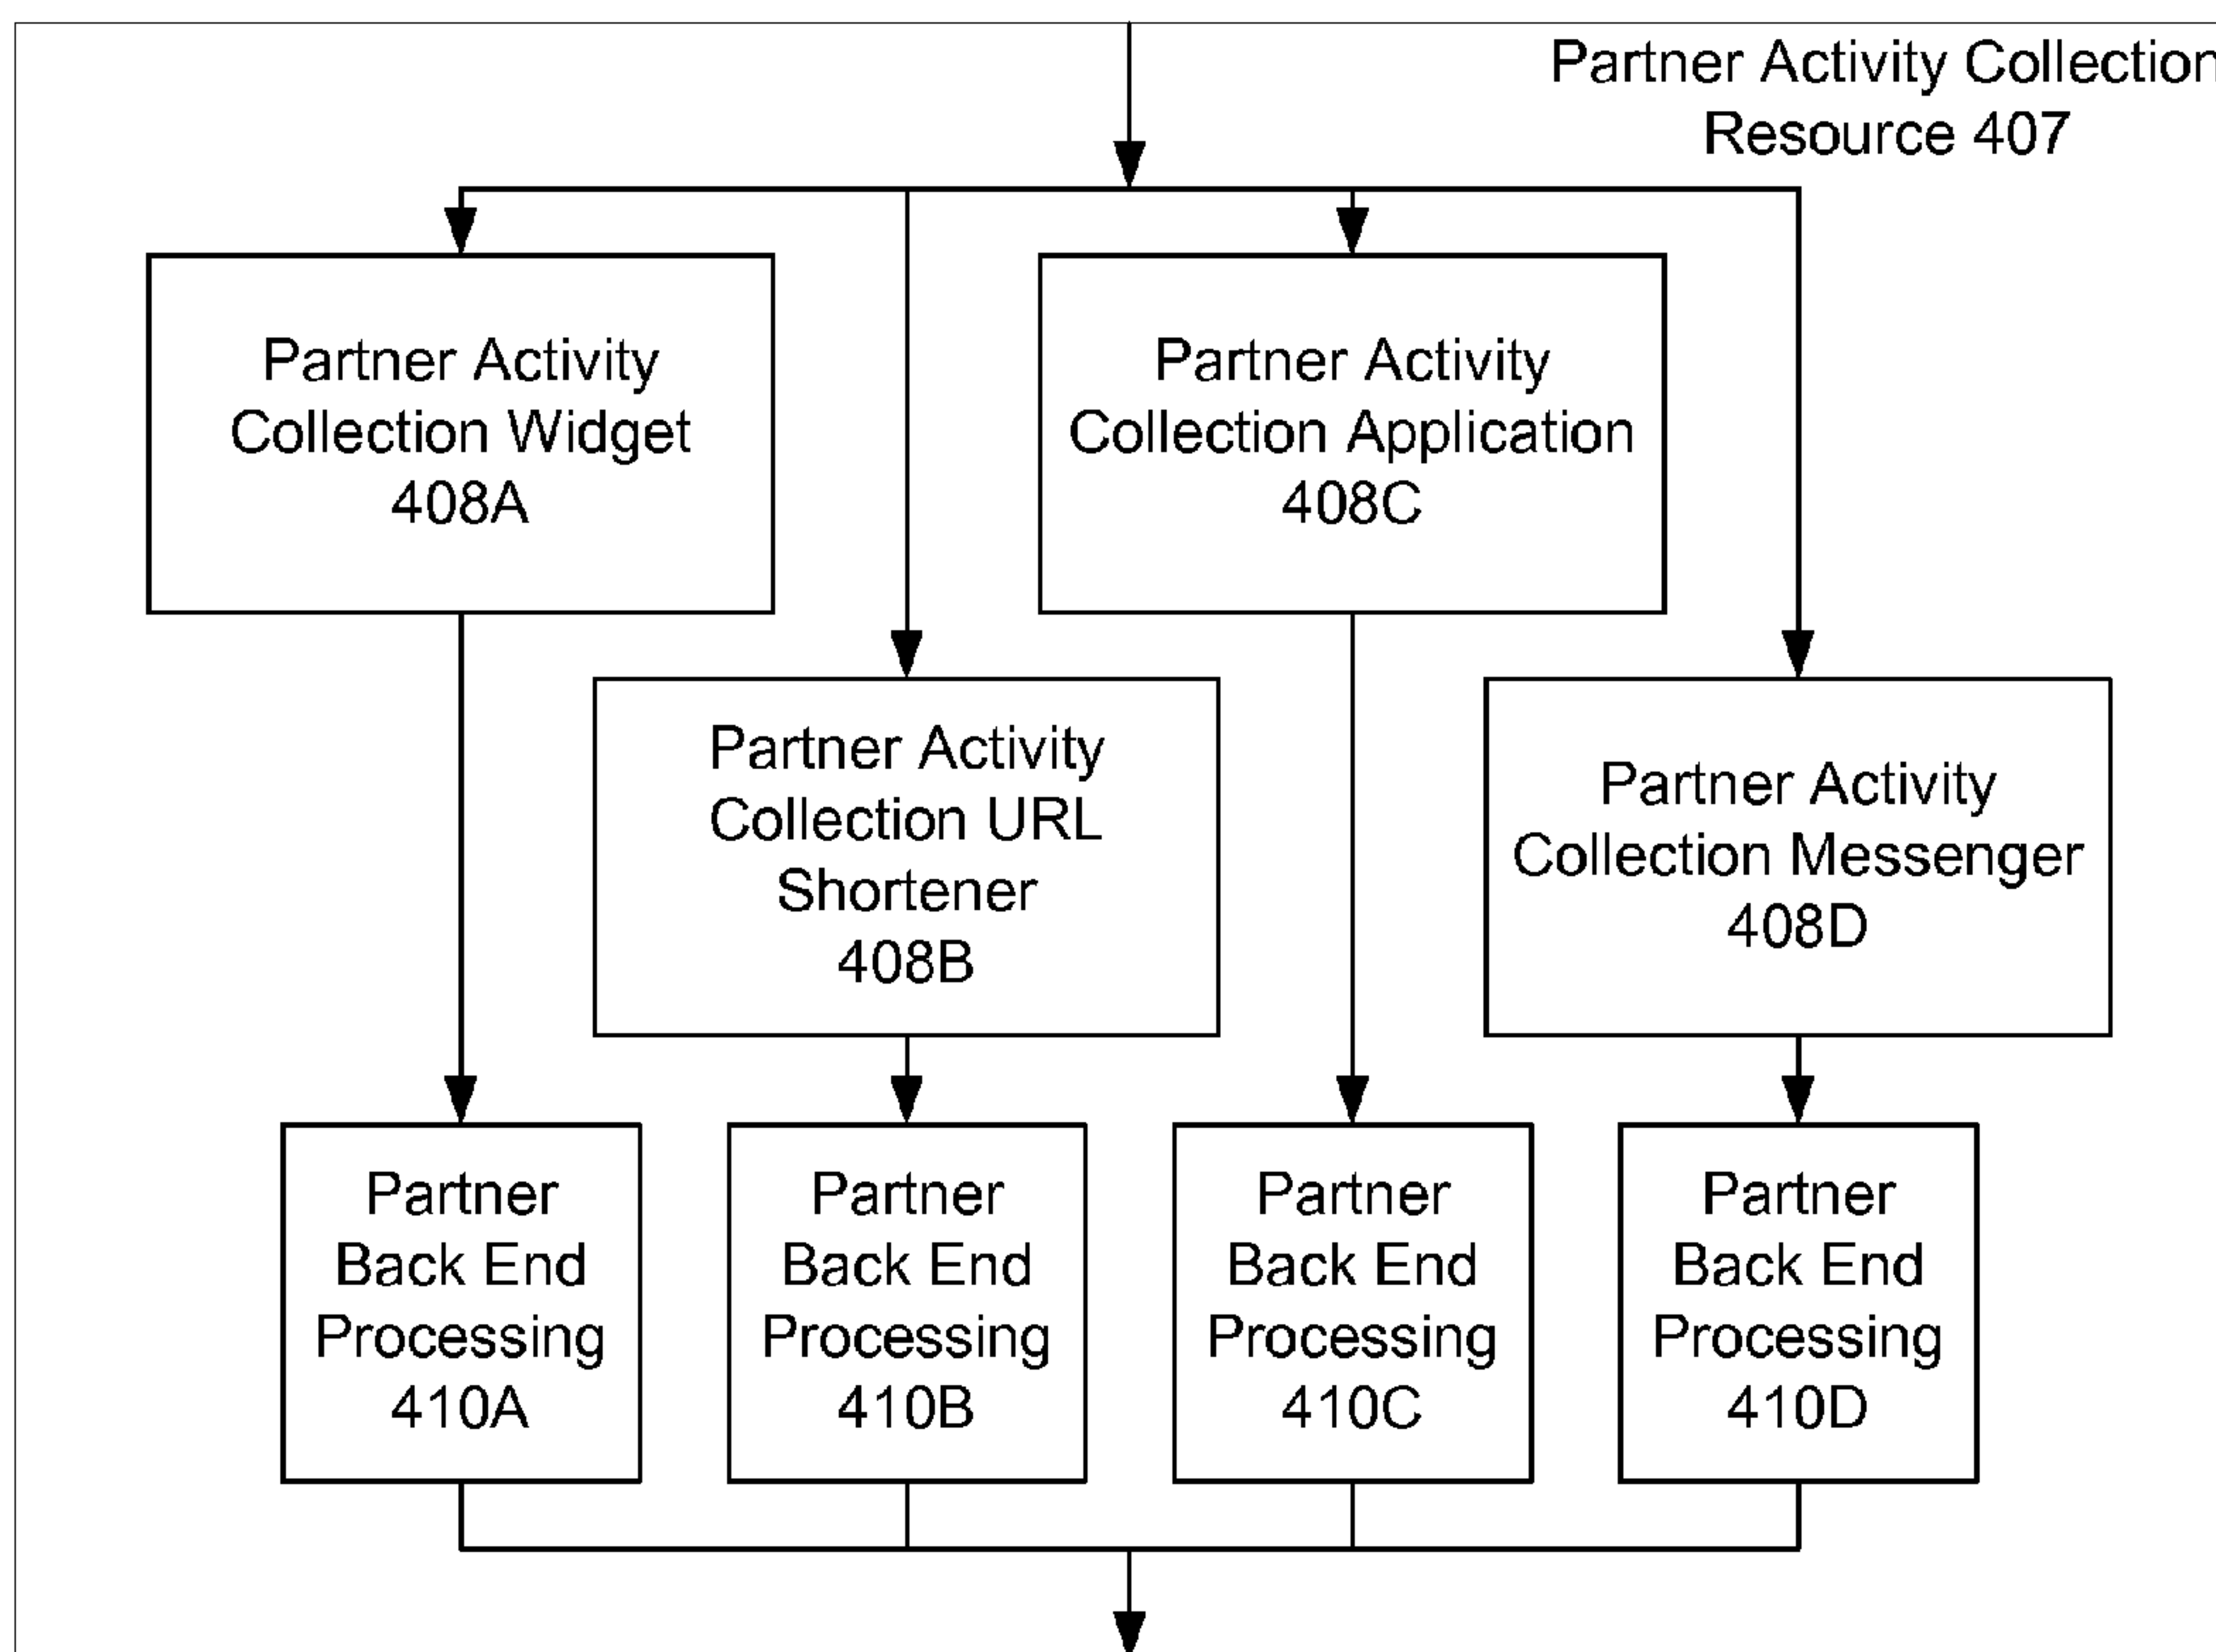 Partner Activity Collection
Resource 407
Partner Activity
Collection Widget
408A
Partner Activity
Collection Application
408C
Partner Activity
Collection URL
Shortener
408B
Partner Activity
Collection Messenger
408D
Partner
Back End
Processing
410A
Partner
Back End
Processing
410B
Partner
Back End
Processing
410C
Partner
Back End
Processing
410D